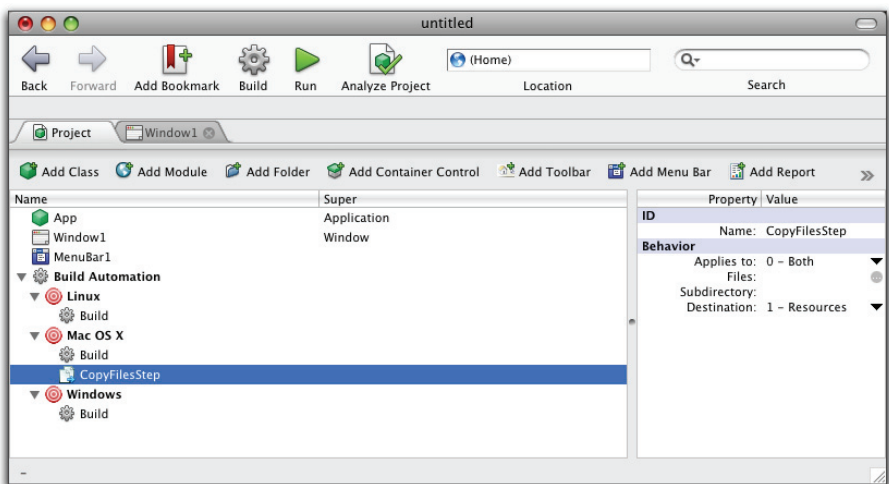 untitled
Back Forward Add Bookmark Build Run Analyze Project (Home) Location Search
Project Window1
Add Class Add Module Add Folder Add Container Control Add Toolbar Add Menu Bar Add Report »
Name Super Property Value
App Application ID
Window1 Window Name: CopyFilesStep
MenuBar1 Behavior
Build Automation Applies to: 0 – Both
Linux Files:
Build Subdirectory:
Mac OS X Destination: 1 – Resources
Build
CopyFilesStep
Windows
Build
–